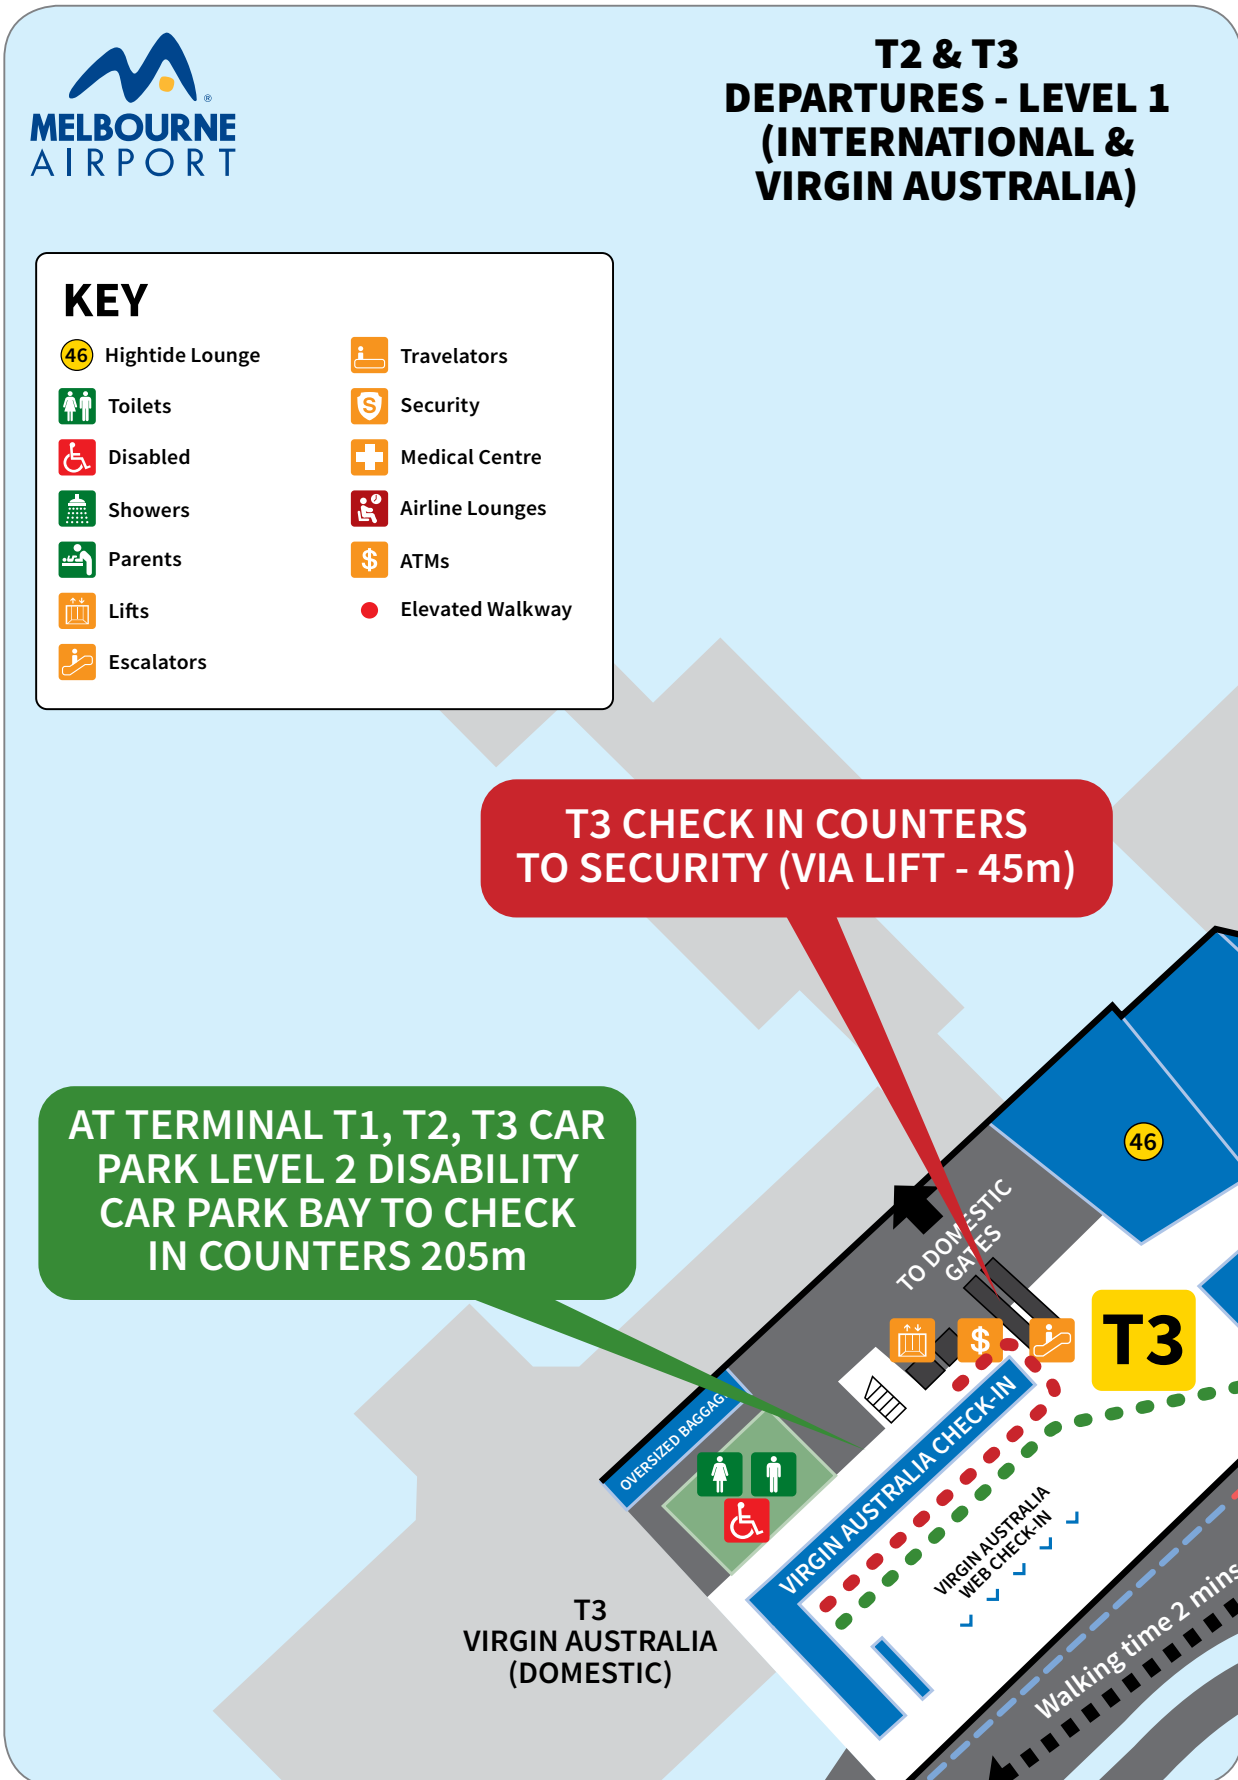 MELBOURNE
AIRPORT
®
T2 & T3
DEPARTURES - LEVEL 1
(INTERNATIONAL &
VIRGIN AUSTRALIA)
KEY
46 Hightide Lounge
Toilets
Disabled
Showers
Parents
Lifts
Escalators
Travelators
S Security
Medical Centre
Airline Lounges
$ ATMs
Elevated Walkway
T3 CHECK IN COUNTERS
TO SECURITY (VIA LIFT - 45m)
AT TERMINAL T1, T2, T3 CAR
PARK LEVEL 2 DISABILITY
CAR PARK BAY TO CHECK
IN COUNTERS 205m
46
TO DOMESTIC
GATES
$
T3
OVERSIZED BAGGAG
VIRGIN AUSTRALIA CHECK-IN
VIRGIN AUSTRALIA
WEB CHECK-IN
T3
VIRGIN AUSTRALIA
(DOMESTIC)
Walking time 2 mins